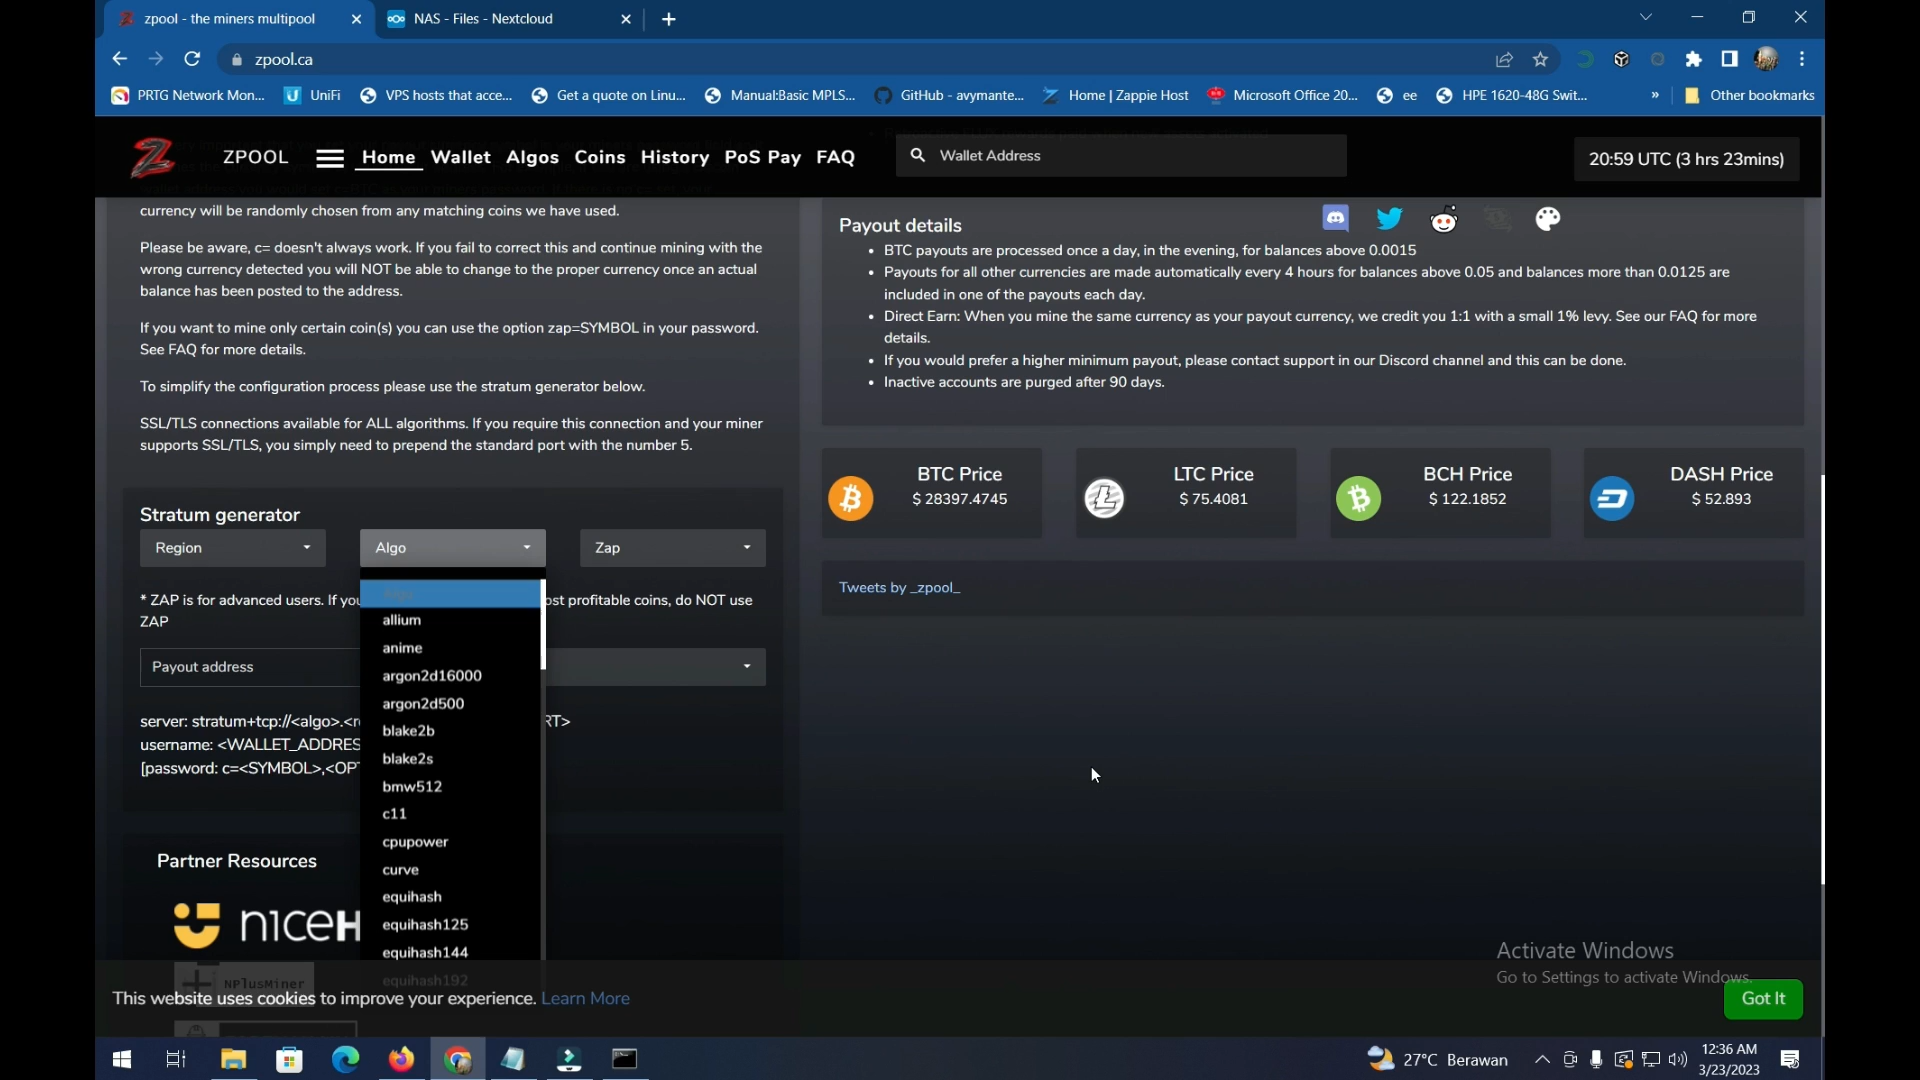 zpool - the miners multipool
NAS - Files - Nextcloud
zpool.ca
PRTG Network Mon...
UniFi
VPS hosts that acce...
Get a quote on Linu...
Manual:Basic MPLS...
GitHub - avymante...
Home | Zappie Host
Microsoft Office 20...
ee
HPE 1620-48G Swit...
»
Other bookmarks
ZPOOL
Home
Wallet
Algos
Coins
History
PoS Pay
FAQ
Wallet Address
20:59 UTC (3 hrs 23mins)
currency will be randomly chosen from any matching coins we have used.
Please be aware, c= doesn't always work. If you fail to correct this and continue mining with the
wrong currency detected you will NOT be able to change to the proper currency once an actual
balance has been posted to the address.
If you want to mine only certain coin(s) you can use the option zap=SYMBOL in your password.
See FAQ for more details.
To simplify the configuration process please use the stratum generator below.
SSL/TLS connections available for ALL algorithms. If you require this connection and your miner
supports SSL/TLS, you simply need to prepend the standard port with the number 5.
Stratum generator
Region
Algo
Zap
* ZAP is for advanced users. If you
ost profitable coins, do NOT use
ZAP
Payout address
server: stratum+tcp://<algo>.<r
RT>
username: <WALLET_ADDRES
[password: c=<SYMBOL>,<OPT
allium
anime
argon2d16000
argon2d500
blake2b
blake2s
bmw512
c11
cpupower
curve
equihash
equihash125
equihash144
equihash192
Partner Resources
niceH
NPlusMiner
Payout details
• BTC payouts are processed once a day, in the evening, for balances above 0.0015
• Payouts for all other currencies are made automatically every 4 hours for balances above 0.05 and balances more than 0.0125 are
included in one of the payouts each day.
• Direct Earn: When you mine the same currency as your payout currency, we credit you 1:1 with a small 1% levy. See our FAQ for more
details.
• If you would prefer a higher minimum payout, please contact support in our Discord channel and this can be done.
• Inactive accounts are purged after 90 days.
BTC Price
$ 28397.4745
LTC Price
$ 75.4081
BCH Price
$ 122.1852
DASH Price
$ 52.893
Tweets by _zpool_
Activate Windows
Go to Settings to activate Windows.
This website uses cookies to improve your experience. Learn More
Got It
27°C Berawan
12:36 AM
3/23/2023